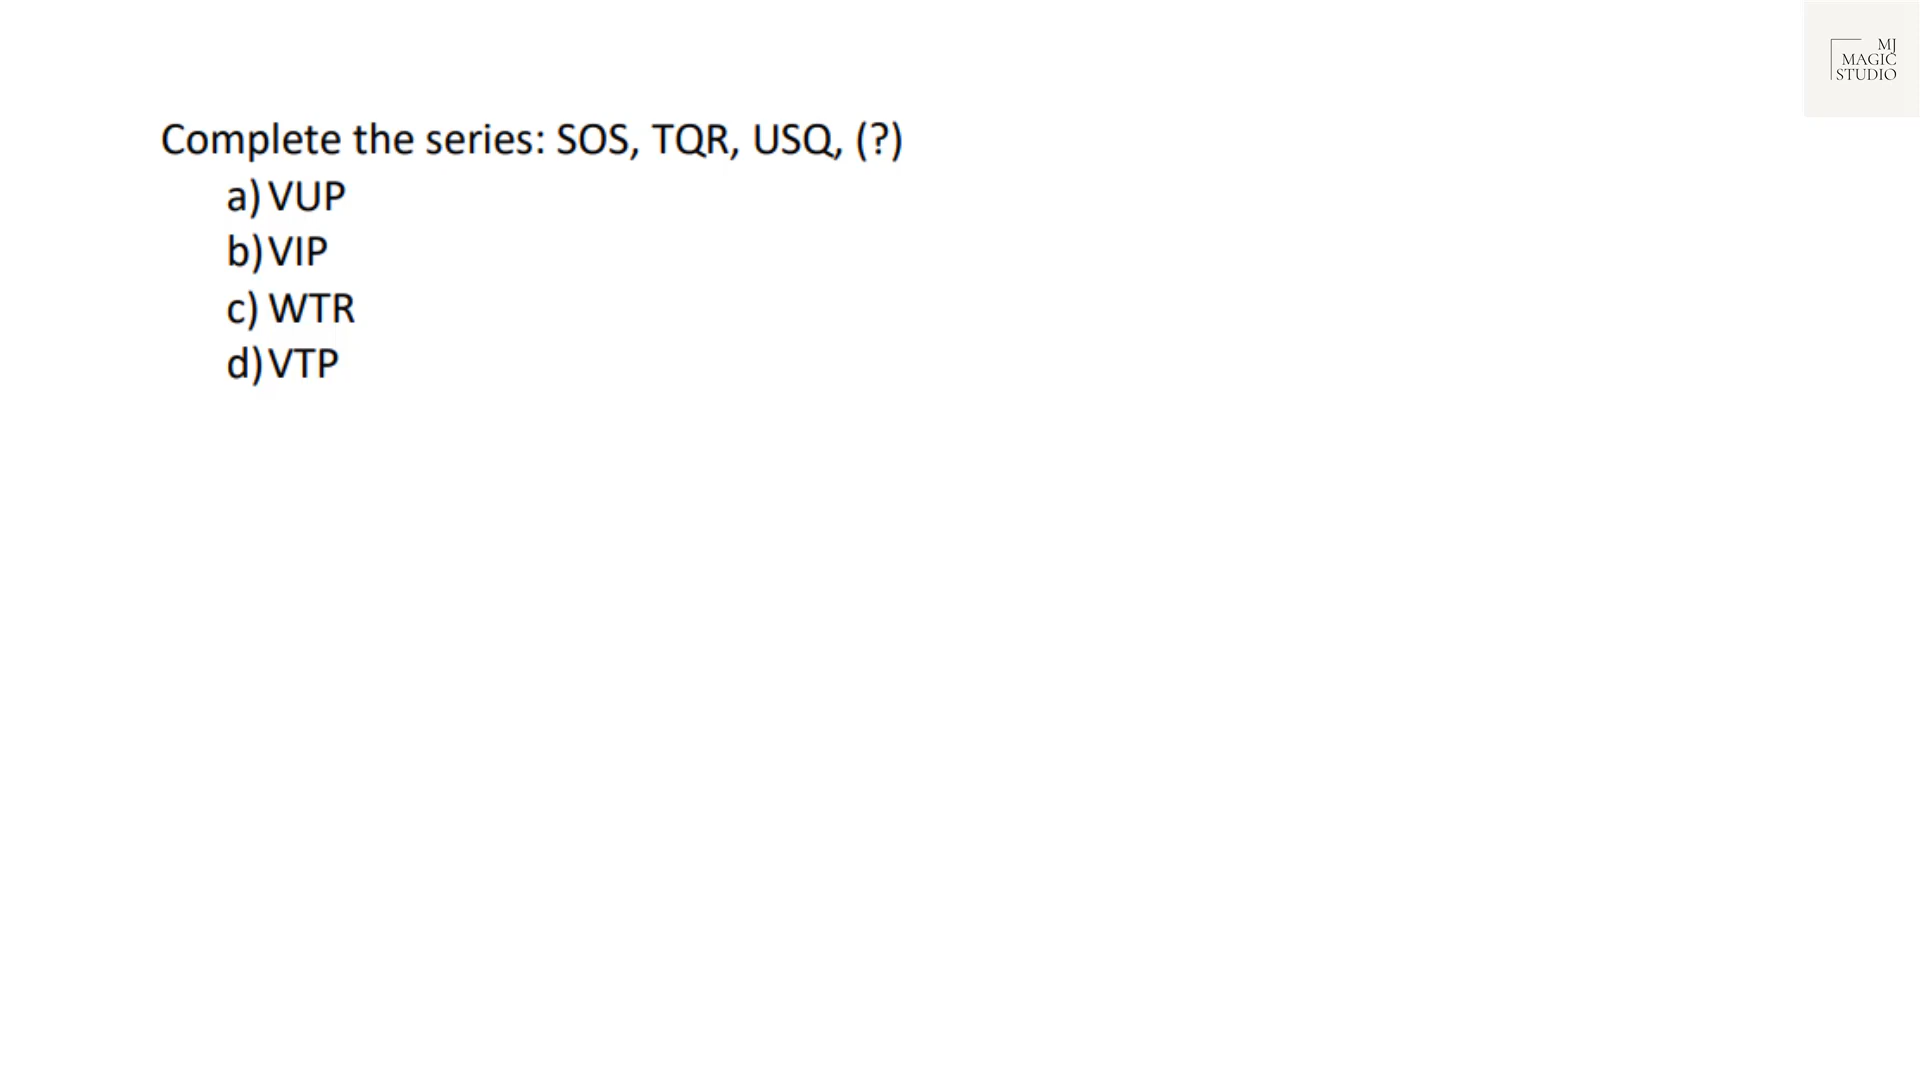 MJ
MAGIC
STUDIO
Complete the series: SOS, TQR, USQ, (?)
a) VUP
b) VIP
c) WTR
d) VTP